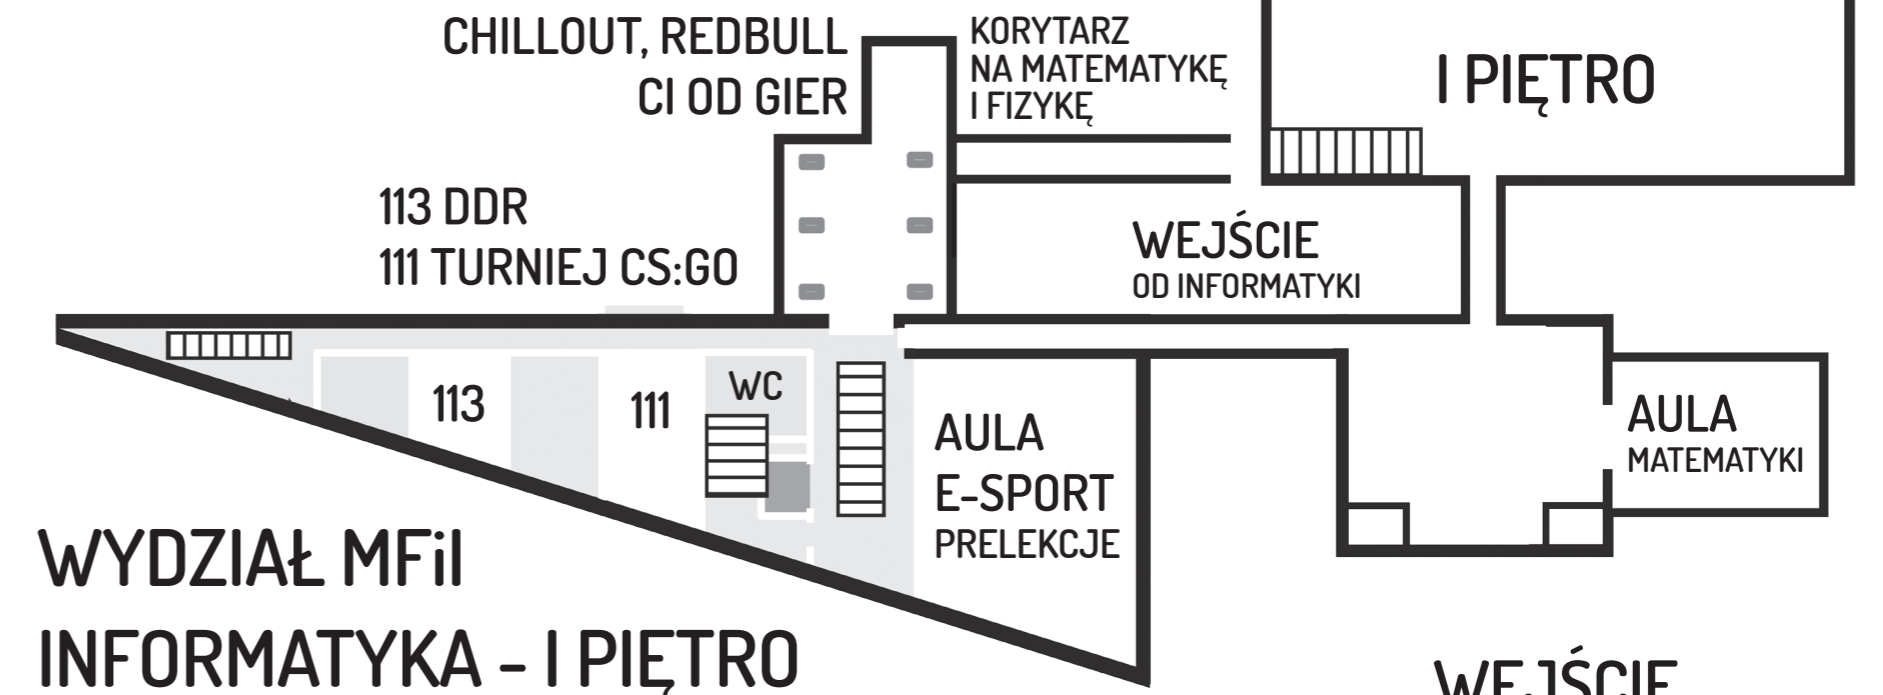 CHILLOUT, REDBULL
CI OD GIER
KORYTARZ
NA MATEMATYKĘ
I FIZYKĘ
I PIĘTRO
113 DDR
111 TURNIEJ CS:GO
WEJŚCIE
OD INFORMATYKI
113
111
WC
AULA
E-SPORT
PRELEKCJE
AULA
MATEMATYKI
WYDZIAŁ MFiI
INFORMATYKA - I PIĘTRO
WEJŚCIE